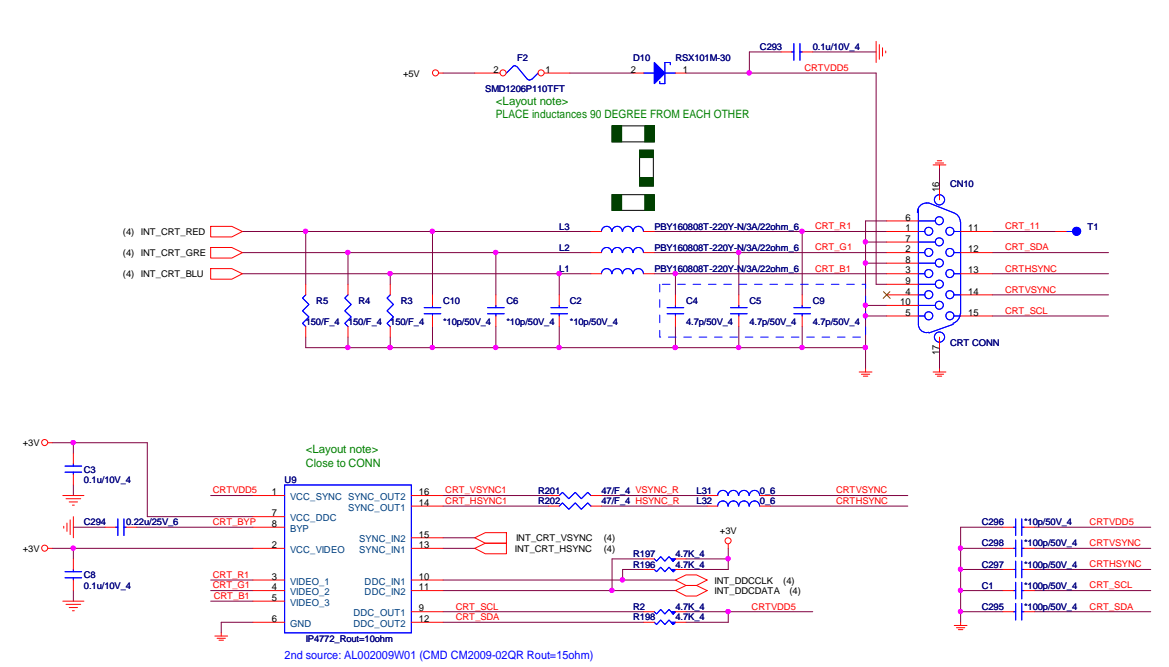 C293 0.1u/10V_4
F2 D10 RSX101M-30
+5V 2 1 2 1 CRTVDD5
SMD1206P110TFT
<Layout note>
PLACE inductances 90 DEGREE FROM EACH OTHER
16 CN10
6
(4) INT_CRT_RED L3 PBY160808T-220Y-N/3A/22ohm_6 CRT_R1 1 11 CRT_11 T1
7
(4) INT_CRT_GRE L2 PBY160808T-220Y-N/3A/22ohm_6 CRT_G1 2 12 CRT_SDA
8
(4) INT_CRT_BLU L1 PBY160808T-220Y-N/3A/22ohm_6 CRT_B1 3 13 CRTHSYNC
9
4 14 CRTVSYNC
R5 R4 R3 C10 C6 C2 C4 C5 C9 10
5 15 CRT_SCL
150/F_4 150/F_4 150/F_4 *10p/50V_4 *10p/50V_4 *10p/50V_4 4.7p/50V_4 4.7p/50V_4 4.7p/50V_4
17 CRT CONN
+3V
<Layout note>
Close to CONN
C3
0.1u/10V_4
U9
CRTVDD5 1 VCC_SYNC SYNC_OUT2 16 CRT_VSYNC1 R201 47/F_4 VSYNC_R L31 0_6 CRTVSYNC
SYNC_OUT1 14 CRT_HSYNC1 R202 47/F_4 HSYNC_R L32 0_6 CRTHSYNC
7 VCC_DDC
C294 0.22u/25V_6 CRT_BYP 8 BYP
C296 *10p/50V_4 CRTVDD5
SYNC_IN2 15 INT_CRT_VSYNC (4) +3V
+3V 2 VCC_VIDEO SYNC_IN1 13 INT_CRT_HSYNC (4)
C298 *100p/50V_4 CRTVSYNC
R197 4.7K_4
R196 4.7K_4
C297 *100p/50V_4 CRTHSYNC
C8
0.1u/10V_4
CRT_R1 3 VIDEO_1 DDC_IN1 10 INT_DDCCLK (4)
CRT_G1 4 VIDEO_2 DDC_IN2 11 INT_DDCDATA (4)
C1 *100p/50V_4 CRT_SCL
CRT_B1 5 VIDEO_3
DDC_OUT1 9 CRT_SCL R2 4.7K_4 CRTVDD5
C295 *100p/50V_4 CRT_SDA
6 GND DDC_OUT2 12 CRT_SDA R198 4.7K_4
IP4772_Rout=10ohm
2nd source: AL002009W01 (CMD CM2009-02QR Rout=15ohm)